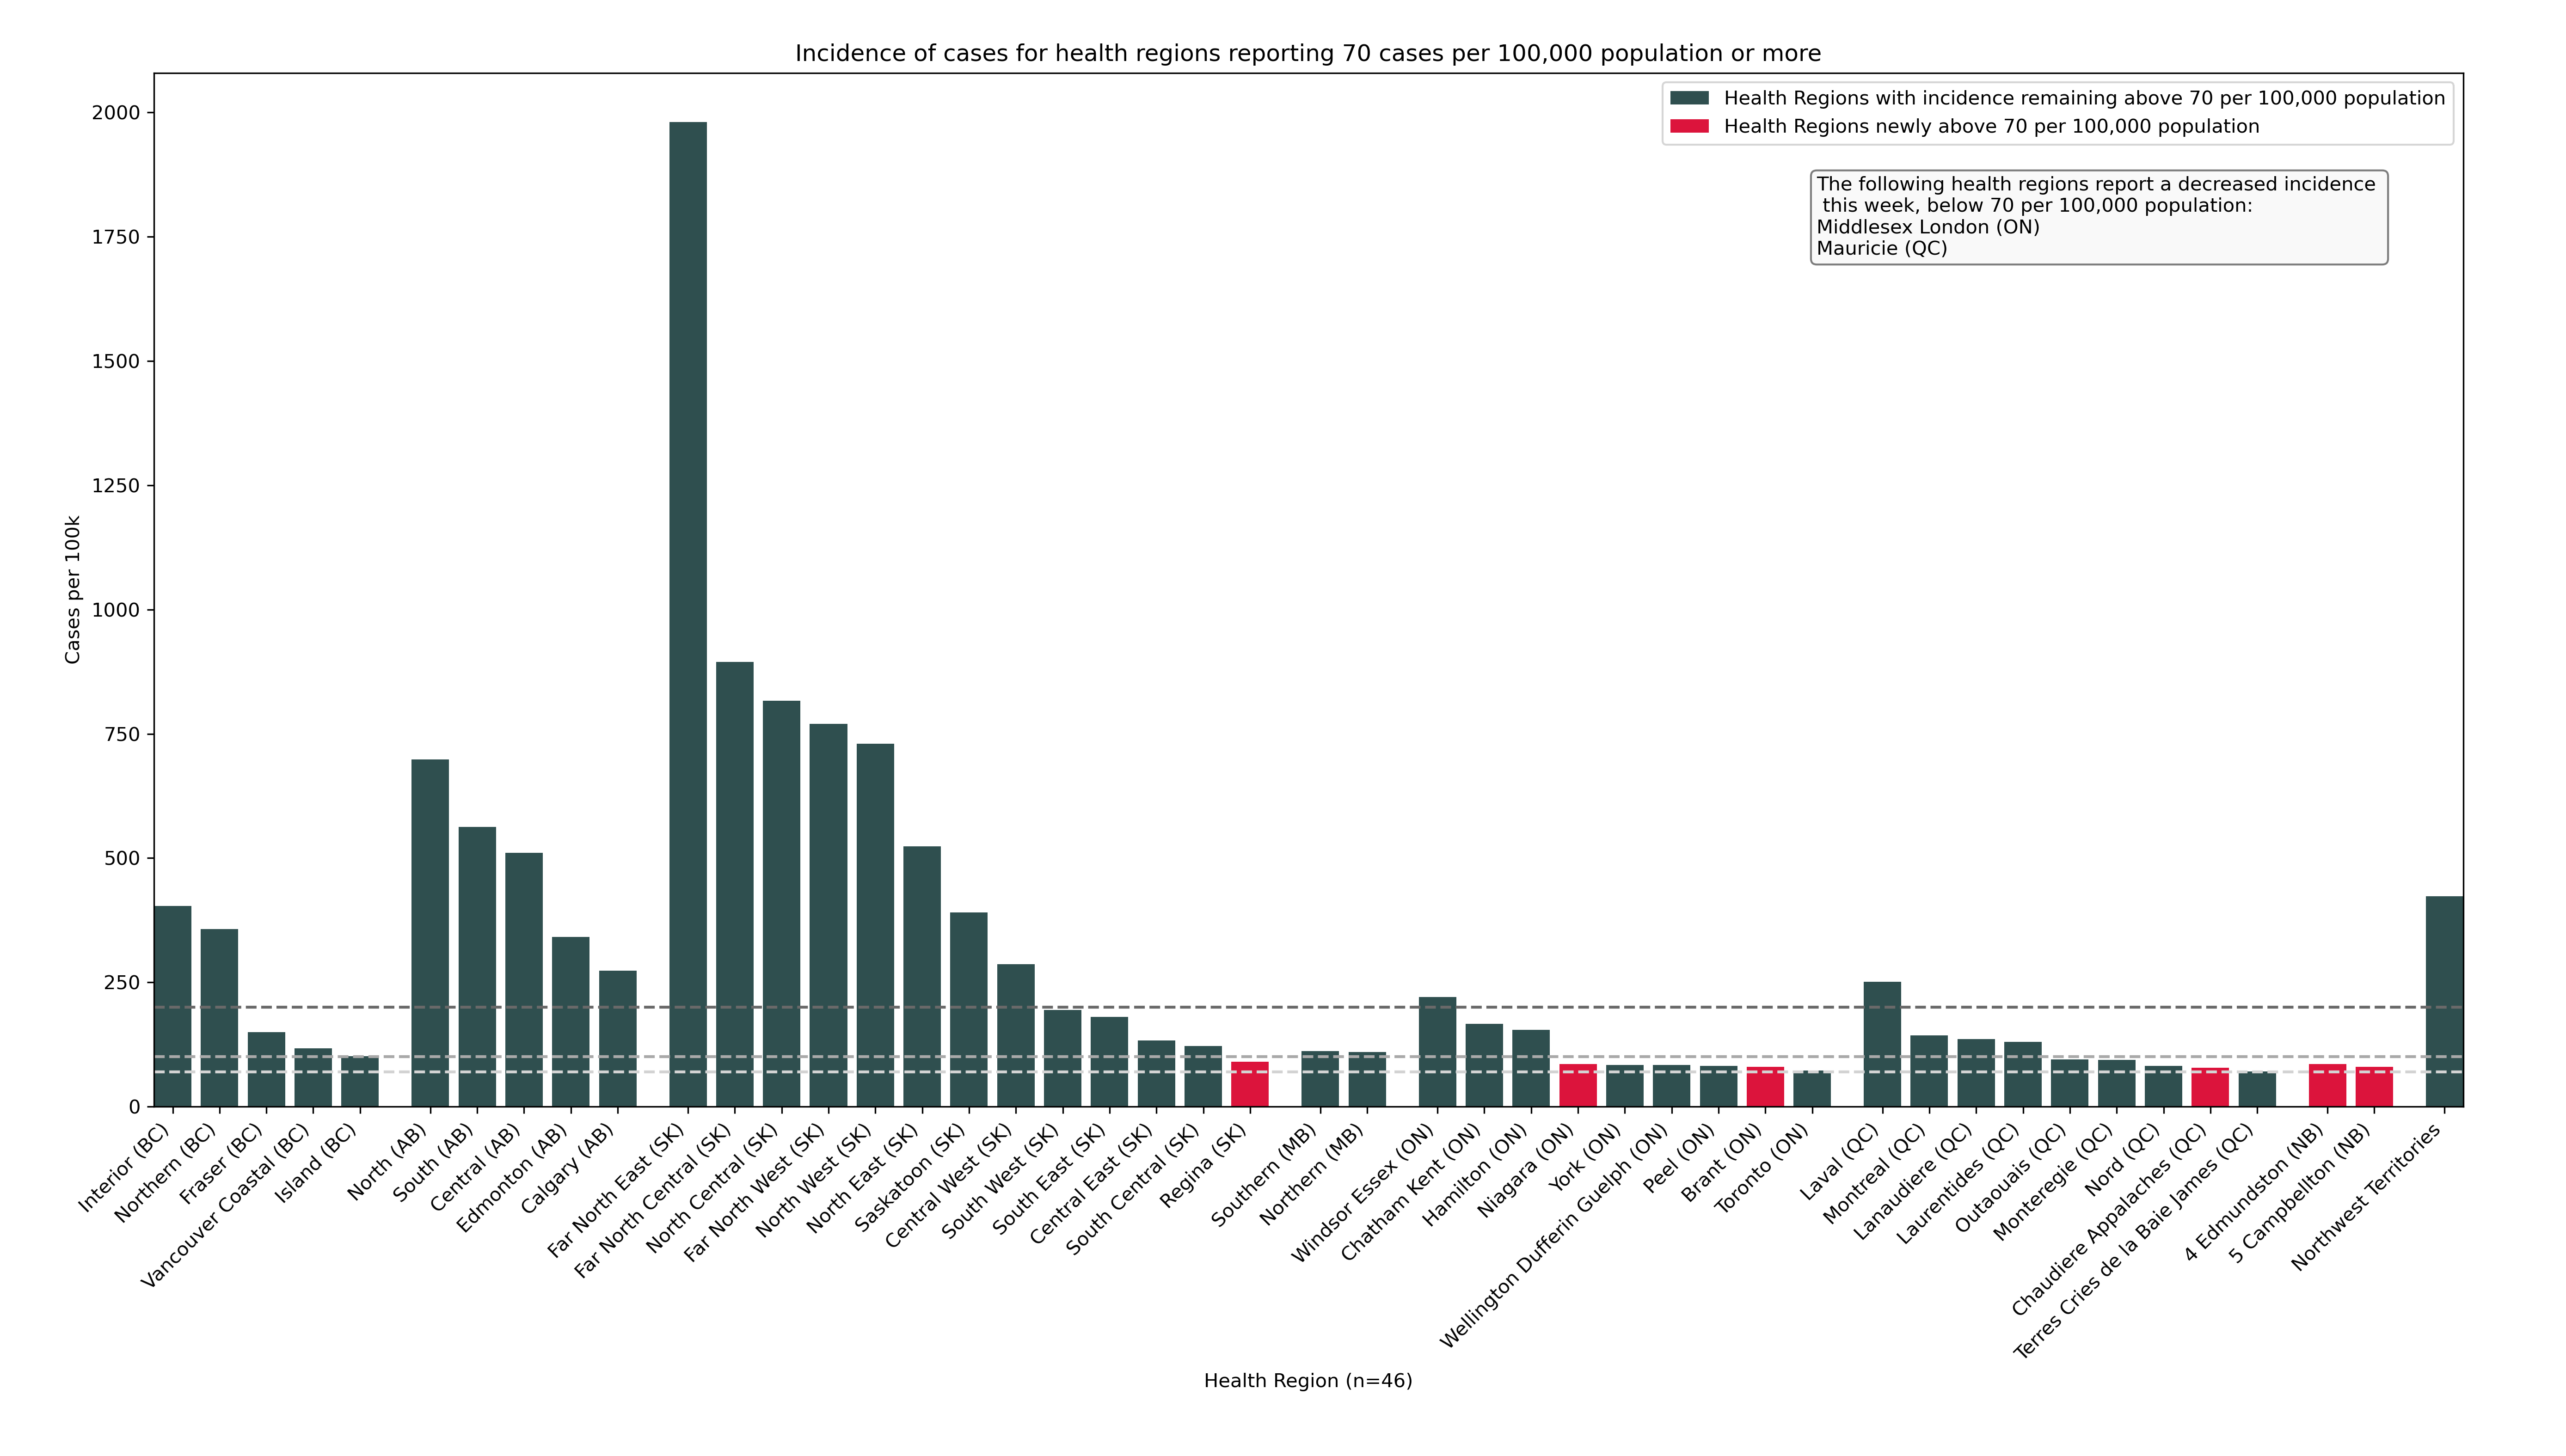 Incidence of cases for health regions reporting 70 cases per 100,000 population or more
Health Regions with incidence remaining above 70 per 100,000 population
Health Regions newly above 70 per 100,000 population
The following health regions report a decreased incidence
this week, below 70 per 100,000 population:
Middlesex London (ON)
Mauricie (QC)
Cases per 100k
2000
1750
1500
1250
1000
750
500
250
0
Interior (BC)
Northern (BC)
Fraser (BC)
Vancouver Coastal (BC)
Island (BC)
North (AB)
South (AB)
Central (AB)
Edmonton (AB)
Calgary (AB)
Far North East (SK)
Far North Central (SK)
North Central (SK)
Far North West (SK)
North West (SK)
North East (SK)
Saskatoon (SK)
Central West (SK)
South West (SK)
South East (SK)
Central East (SK)
South Central (SK)
Regina (SK)
Southern (MB)
Northern (MB)
Windsor Essex (ON)
Chatham Kent (ON)
Hamilton (ON)
Niagara (ON)
York (ON)
Wellington Dufferin Guelph (ON)
Peel (ON)
Brant (ON)
Toronto (ON)
Laval (QC)
Montreal (QC)
Lanaudiere (QC)
Laurentides (QC)
Outaouais (QC)
Monteregie (QC)
Nord (QC)
Chaudiere Appalaches (QC)
Terres Cries de la Baie James (QC)
4 Edmundston (NB)
5 Campbellton (NB)
Northwest Territories
Health Region (n=46)